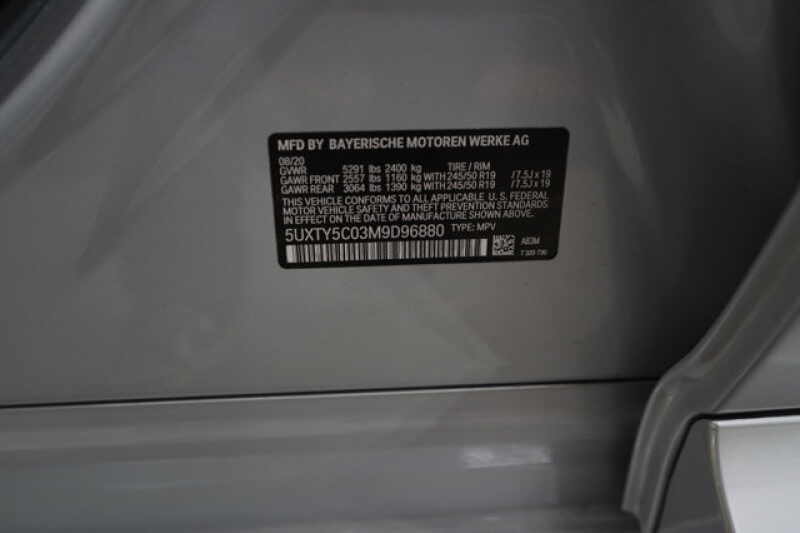 MFD BY BAYERISCHE MOTOREN WERKE AG
08/20
GVWR 5291 lbs 2400 kg TIRE / RIM
GAWR FRONT 2557 lbs 1160 kg WITH 245/50 R19 / 7.5J x 19
GAWR REAR 3064 lbs 1390 kg WITH 245/50 R19 / 7.5J x 19
THIS VEHICLE CONFORMS TO ALL APPLICABLE U. S. FEDERAL
MOTOR VEHICLE SAFETY AND THEFT PREVENTION STANDARDS
IN EFFECT ON THE DATE OF MANUFACTURE SHOWN ABOVE.
5UXTY5C03M9D96880 TYPE: MPV